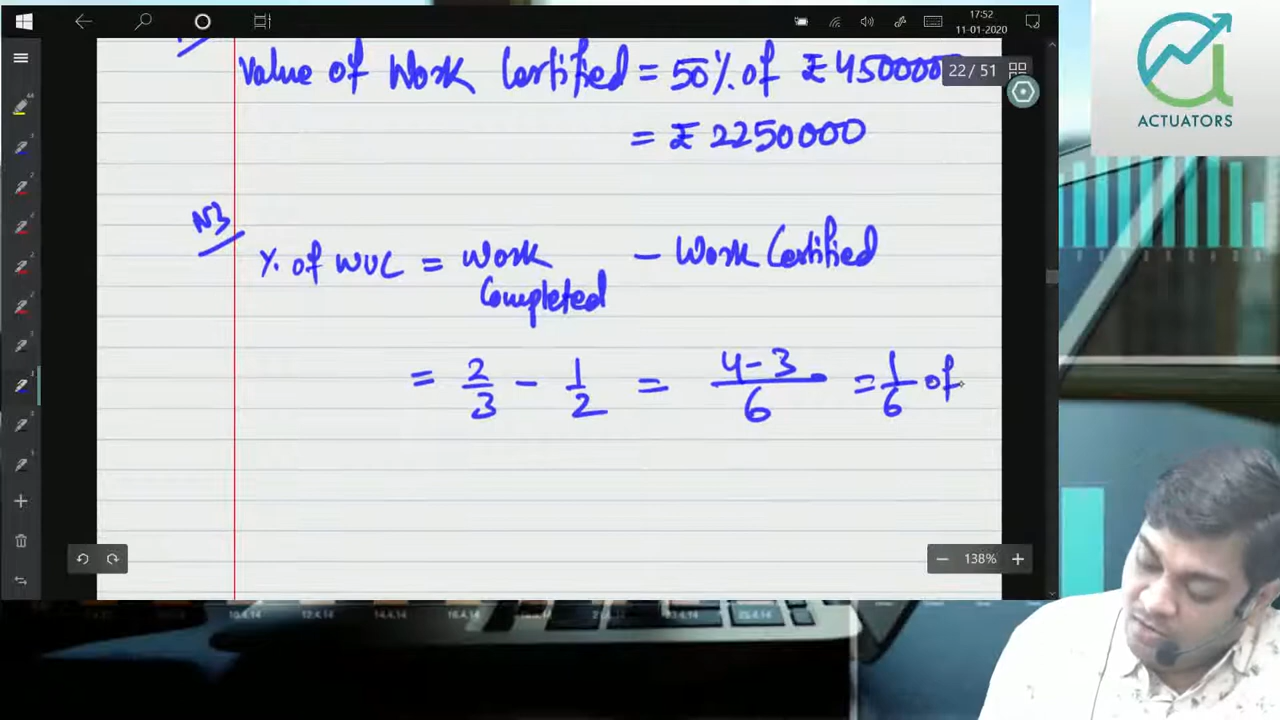 17:52
11-01-2020
22 / 51
Value of Work Certified = 50% of ₹ 450000
= ₹ 2250000
N3
% of WUC = Work Completed - Work Certified
= 2/3 - 1/2 = 4-3/6 = 1/6 of
138%
ACTUATORS